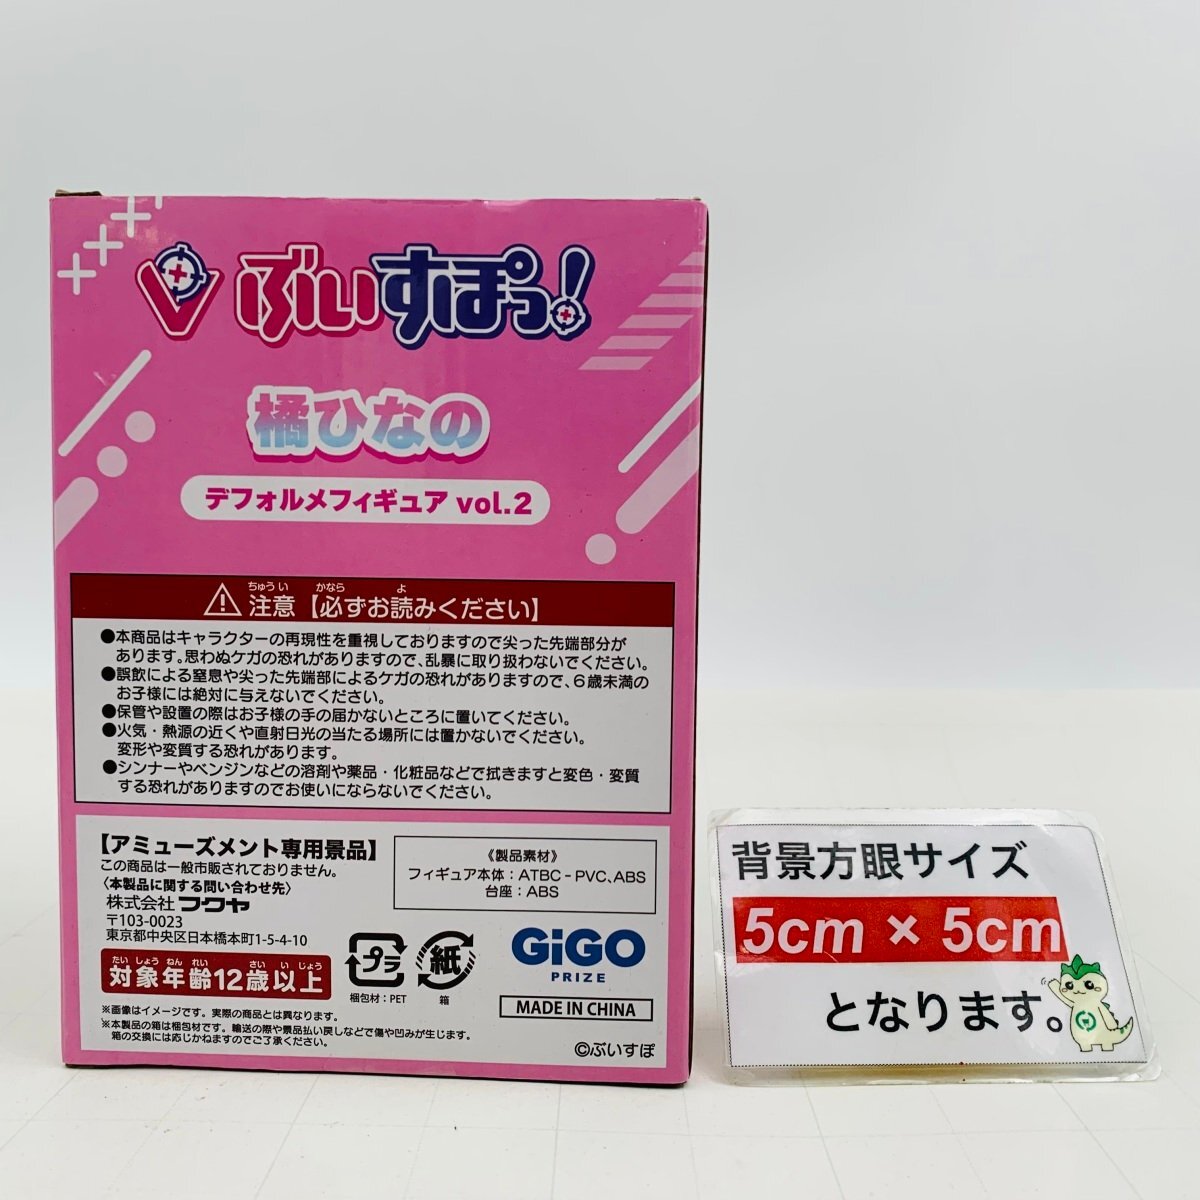 ぶいすぽっ!
橘ひなの
デフォルメフィギュア vol.2
ちゅうい かなら よ
注意【必ずお読みください】
●本商品はキャラクターの再現性を重視しておりますので尖った先端部分が
あります。思わぬケガの恐れがありますので、乱暴に取り扱わないでください。
●誤飲による窒息や尖った先端部によるケガの恐れがありますので、6歳未満の
お子様には絶対に与えないでください。
●保管や設置の際はお子様の手の届かないところに置いてください。
●火気・熱源の近くや直射日光の当たる場所には置かないでください。
変形や変質する恐れがあります。
●シンナーやベンジンなどの溶剤や薬品・化粧品などで拭きますと変色・変質
する恐れがありますのでお使いにならないでください。
【アミューズメント専用景品】
この商品は一般市販されておりません。
〈本製品に関する問い合わせ先〉
株式会社フクヤ
〒103-0023
東京都中央区日本橋本町1-5-4-10
たいしょうねんれい さいいじょう
対象年齢12歳以上
《製品素材》
フィギュア本体：ATBC-PVC、ABS
台座：ABS
プラ
梱包材：PET
紙
箱
GiGO
PRIZE
MADE IN CHINA
※画像はイメージです。実際の商品とは異なります。
※本製品の箱は梱包材です。輸送の際や景品払い戻しなどで傷や凹みが生じます。
箱の交換には応じかねますのでご了承ください。
©ぶいすぽ
背景方眼サイズ
5cm × 5cm
となります。